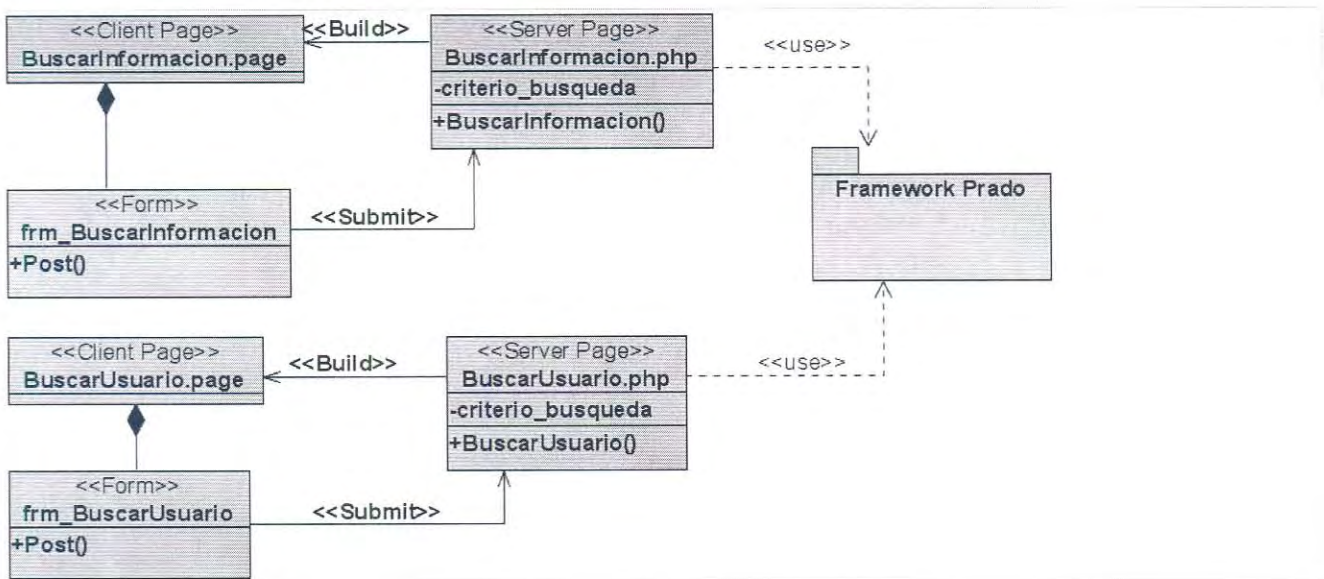 <<Client Page>>
BuscarInformacion.page
<<Build>>
<<Server Page>>
BuscarInformacion.php
-criterio_busqueda
+BuscarInformacion()
<<use>>
Framework Prado
<<Form>>
frm_BuscarInformacion
+Post()
<<Submit>>
<<Client Page>>
BuscarUsuario.page
<<Build>>
<<Server Page>>
BuscarUsuario.php
-criterio_busqueda
+BuscarUsuario()
<<use>>
<<Form>>
frm_BuscarUsuario
+Post()
<<Submit>>